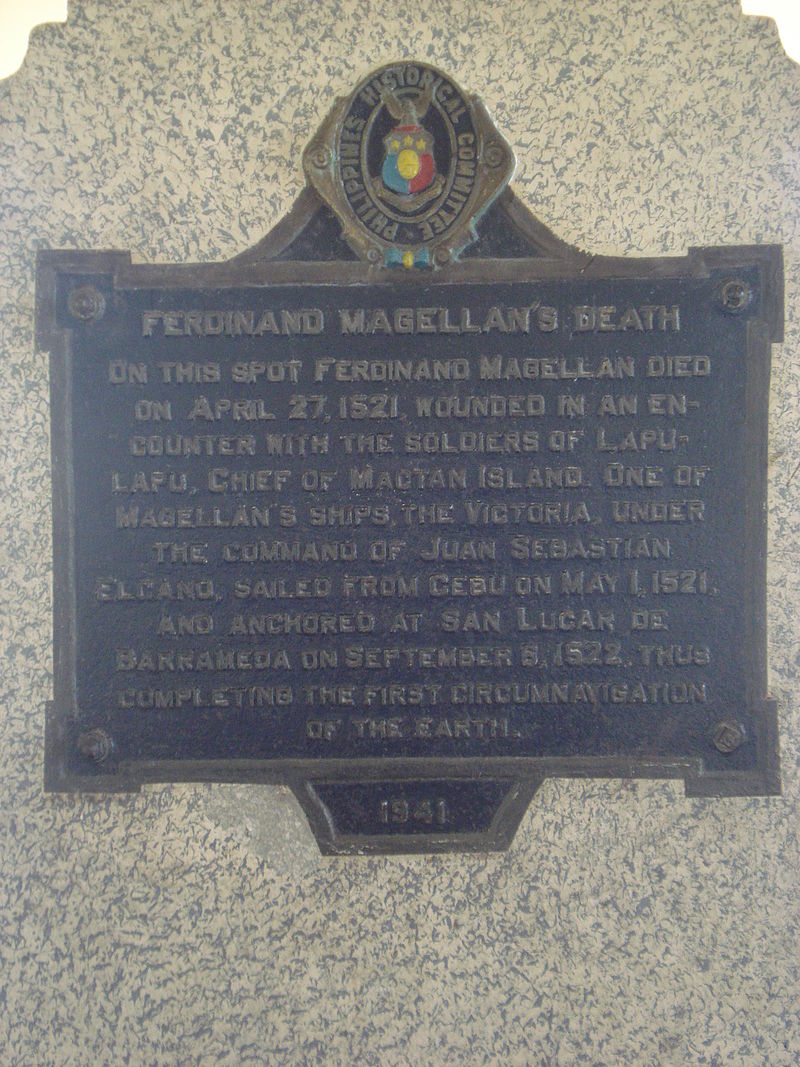 PHILIPPINES HISTORICAL COMMITTEE
FERDINAND MAGELLAN'S DEATH
ON THIS SPOT FERDINAND MAGELLAN DIED
ON APRIL 27, 1521, WOUNDED IN AN EN-
COUNTER WITH THE SOLDIERS OF LAPU-
LAPU, CHIEF OF MACTAN ISLAND. ONE OF
MAGELLAN'S SHIPS, THE VICTORIA, UNDER
THE COMMAND OF JUAN SEBASTIÁN
ELCANO, SAILED FROM CEBU ON MAY 1, 1521,
AND ANCHORED AT SAN LUCAR DE
BARRAMEDA ON SEPTEMBER 6, 1522, THUS
COMPLETING THE FIRST CIRCUMNAVIGATION
OF THE EARTH.
1941